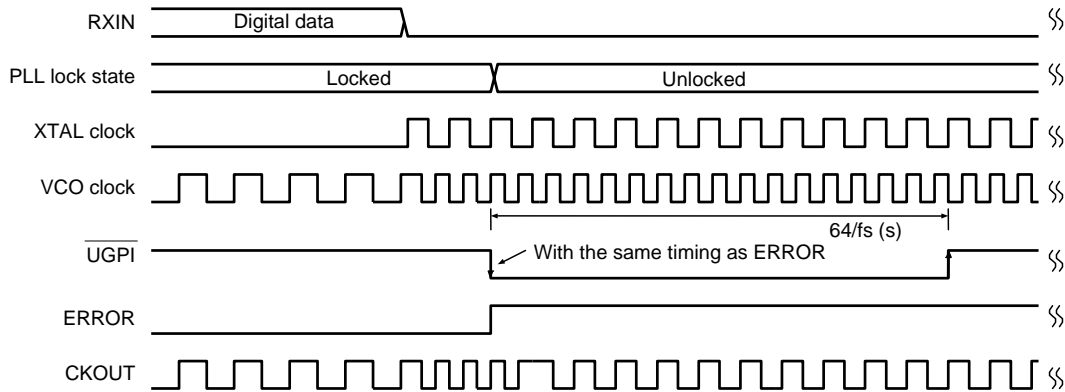 RXIN
Digital data
PLL lock state
Locked
Unlocked
XTAL clock
VCO clock
64/fs (s)
UGPI
With the same timing as ERROR
ERROR
CKOUT